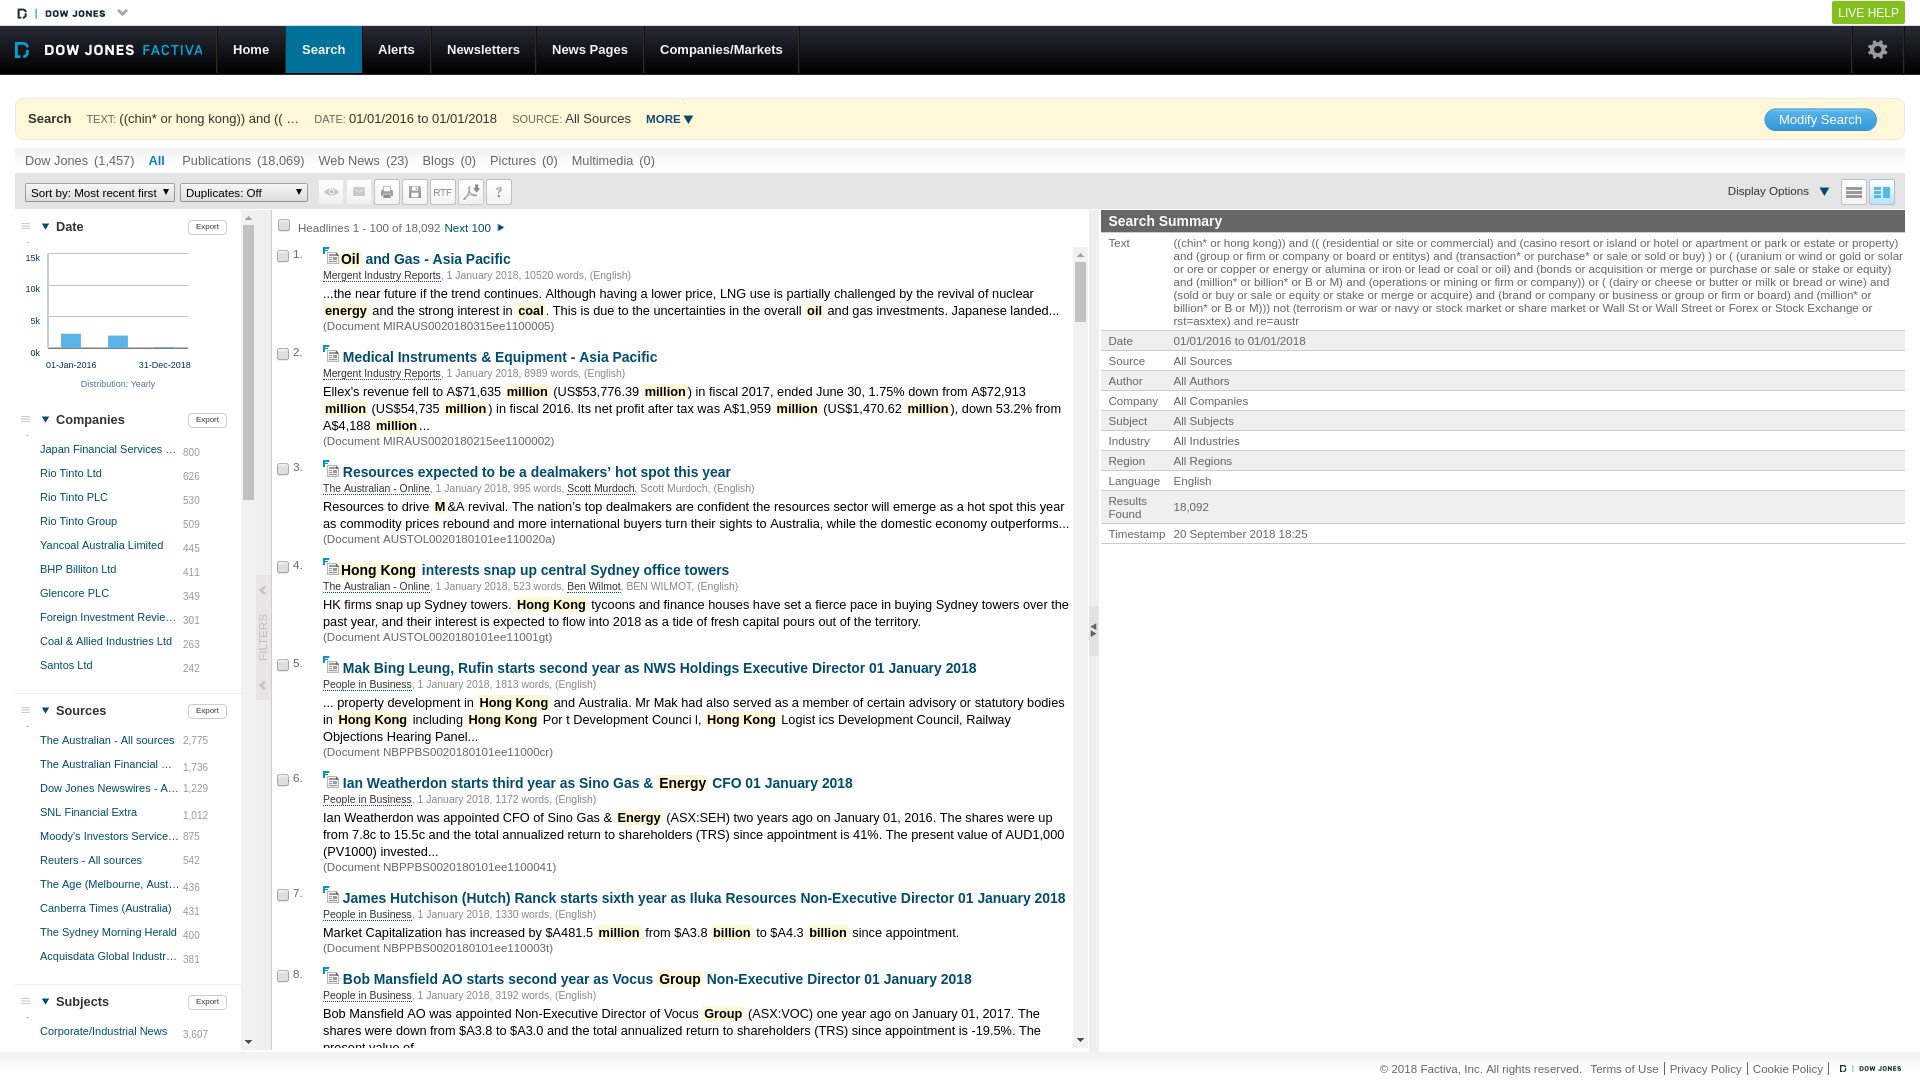 DOW JONES
LIVE HELP
DOW JONES FACTIVA
Home Search Alerts Newsletters News Pages Companies/Markets
Search TEXT: ((chin* or hong kong)) and (( … DATE: 01/01/2016 to 01/01/2018 SOURCE: All Sources MORE Modify Search
Dow Jones (1,457) All Publications (18,069) Web News (23) Blogs (0) Pictures (0) Multimedia (0)
Sort by: Most recent first Duplicates: Off RTF ? Display Options
Date Export
15k
10k
5k
0k
01-Jan-2016 31-Dec-2018
Distribution: Yearly
Companies Export
Japan Financial Services … 800
Rio Tinto Ltd 626
Rio Tinto PLC 530
Rio Tinto Group 509
Yancoal Australia Limited 445
BHP Billiton Ltd 411
Glencore PLC 349
Foreign Investment Revie… 301
Coal & Allied Industries Ltd 263
Santos Ltd 242
Sources Export
The Australian - All sources 2,775
The Australian Financial … 1,736
Dow Jones Newswires - A… 1,229
SNL Financial Extra 1,012
Moody's Investors Service… 875
Reuters - All sources 542
The Age (Melbourne, Aust… 436
Canberra Times (Australia) 431
The Sydney Morning Herald 400
Acquisdata Global Industr… 381
Subjects Export
Corporate/Industrial News 3,607
FILTERS
Headlines 1 - 100 of 18,092 Next 100
1. Oil and Gas - Asia Pacific
Mergent Industry Reports, 1 January 2018, 10520 words, (English)
...the near future if the trend continues. Although having a lower price, LNG use is partially challenged by the revival of nuclear
energy and the strong interest in coal. This is due to the uncertainties in the overall oil and gas investments. Japanese landed...
(Document MIRAUS0020180315ee1100005)
2. Medical Instruments & Equipment - Asia Pacific
Mergent Industry Reports, 1 January 2018, 8989 words, (English)
Ellex's revenue fell to A$71,635 million (US$53,776.39 million) in fiscal 2017, ended June 30, 1.75% down from A$72,913
million (US$54,735 million) in fiscal 2016. Its net profit after tax was A$1,959 million (US$1,470.62 million), down 53.2% from
A$4,188 million...
(Document MIRAUS0020180215ee1100002)
3. Resources expected to be a dealmakers' hot spot this year
The Australian - Online, 1 January 2018, 995 words, Scott Murdoch, Scott Murdoch, (English)
Resources to drive M&A revival. The nation's top dealmakers are confident the resources sector will emerge as a hot spot this year
as commodity prices rebound and more international buyers turn their sights to Australia, while the domestic economy outperforms...
(Document AUSTOL0020180101ee110020a)
4. Hong Kong interests snap up central Sydney office towers
The Australian - Online, 1 January 2018, 523 words, Ben Wilmot, BEN WILMOT, (English)
HK firms snap up Sydney towers. Hong Kong tycoons and finance houses have set a fierce pace in buying Sydney towers over the
past year, and their interest is expected to flow into 2018 as a tide of fresh capital pours out of the territory.
(Document AUSTOL0020180101ee11001gt)
5. Mak Bing Leung, Rufin starts second year as NWS Holdings Executive Director 01 January 2018
People in Business, 1 January 2018, 1813 words, (English)
... property development in Hong Kong and Australia. Mr Mak had also served as a member of certain advisory or statutory bodies
in Hong Kong including Hong Kong Por t Development Counci l, Hong Kong Logist ics Development Council, Railway
Objections Hearing Panel...
(Document NBPPBS0020180101ee11000cr)
6. Ian Weatherdon starts third year as Sino Gas & Energy CFO 01 January 2018
People in Business, 1 January 2018, 1172 words, (English)
Ian Weatherdon was appointed CFO of Sino Gas & Energy (ASX:SEH) two years ago on January 01, 2016. The shares were up
from 7.8c to 15.5c and the total annualized return to shareholders (TRS) since appointment is 41%. The present value of AUD1,000
(PV1000) invested...
(Document NBPPBS0020180101ee1100041)
7. James Hutchison (Hutch) Ranck starts sixth year as Iluka Resources Non-Executive Director 01 January 2018
People in Business, 1 January 2018, 1330 words, (English)
Market Capitalization has increased by $A481.5 million from $A3.8 billion to $A4.3 billion since appointment.
(Document NBPPBS0020180101ee110003t)
8. Bob Mansfield AO starts second year as Vocus Group Non-Executive Director 01 January 2018
People in Business, 1 January 2018, 3192 words, (English)
Bob Mansfield AO was appointed Non-Executive Director of Vocus Group (ASX:VOC) one year ago on January 01, 2017. The
shares were down from $A3.8 to $A3.0 and the total annualized return to shareholders (TRS) since appointment is -19.5%. The
present value of
Search Summary
Text ((chin* or hong kong)) and (( (residential or site or commercial) and (casino resort or island or hotel or apartment or park or estate or property)
and (group or firm or company or board or entitys) and (transaction* or purchase* or sale or sold or buy) ) or ( (uranium or wind or gold or solar
or ore or copper or energy or alumina or iron or lead or coal or oil) and (bonds or acquisition or merge or purchase or sale or stake or equity)
and (million* or billion* or B or M) and (operations or mining or firm or company)) or ( (dairy or cheese or butter or milk or bread or wine) and
(sold or buy or sale or equity or stake or merge or acquire) and (brand or company or business or group or firm or board) and (million* or
billion* or B or M))) not (terrorism or war or navy or stock market or share market or Wall St or Wall Street or Forex or Stock Exchange or
rst=asxtex) and re=austr
Date 01/01/2016 to 01/01/2018
Source All Sources
Author All Authors
Company All Companies
Subject All Subjects
Industry All Industries
Region All Regions
Language English
Results Found 18,092
Timestamp 20 September 2018 18:25
© 2018 Factiva, Inc. All rights reserved. Terms of Use Privacy Policy Cookie Policy DOW JONES